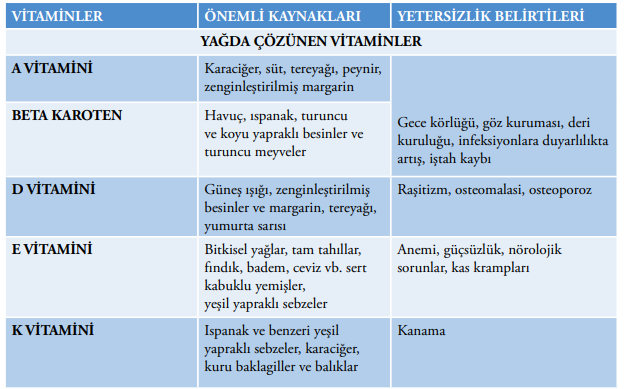 VİTAMİNLER ÖNEMLİ KAYNAKLARI YETERSİZLİK BELİRTİLERİ
YAĞDA ÇÖZÜNEN VİTAMİNLER
A VİTAMİNİ
Karaciğer, süt, tereyağı, peynir,
zenginleştirilmiş margarin
BETA KAROTEN
Havuç, ıspanak, turuncu
ve koyu yapraklı besinler ve
turuncu meyveler
Gece körlüğü, göz kuruması, deri
kuruluğu, infeksiyonlara duyarlılıkta
artış, iştah kaybı
D VİTAMİNİ
Güneş ışığı, zenginleştirilmiş
besinler ve margarin, tereyağı,
yumurta sarısı
Raşitizm, osteomalasi, osteoporoz
E VİTAMİNİ
Bitkisel yağlar, tam tahıllar,
fındık, badem, ceviz vb. sert
kabuklu yemişler,
yeşil yapraklı sebzeler
Anemi, güçsüzlük, nörolojik
sorunlar, kas krampları
K VİTAMİNİ
Ispanak ve benzeri yeşil
yapraklı sebzeler, karaciğer,
kuru baklagiller ve balıklar
Kanama